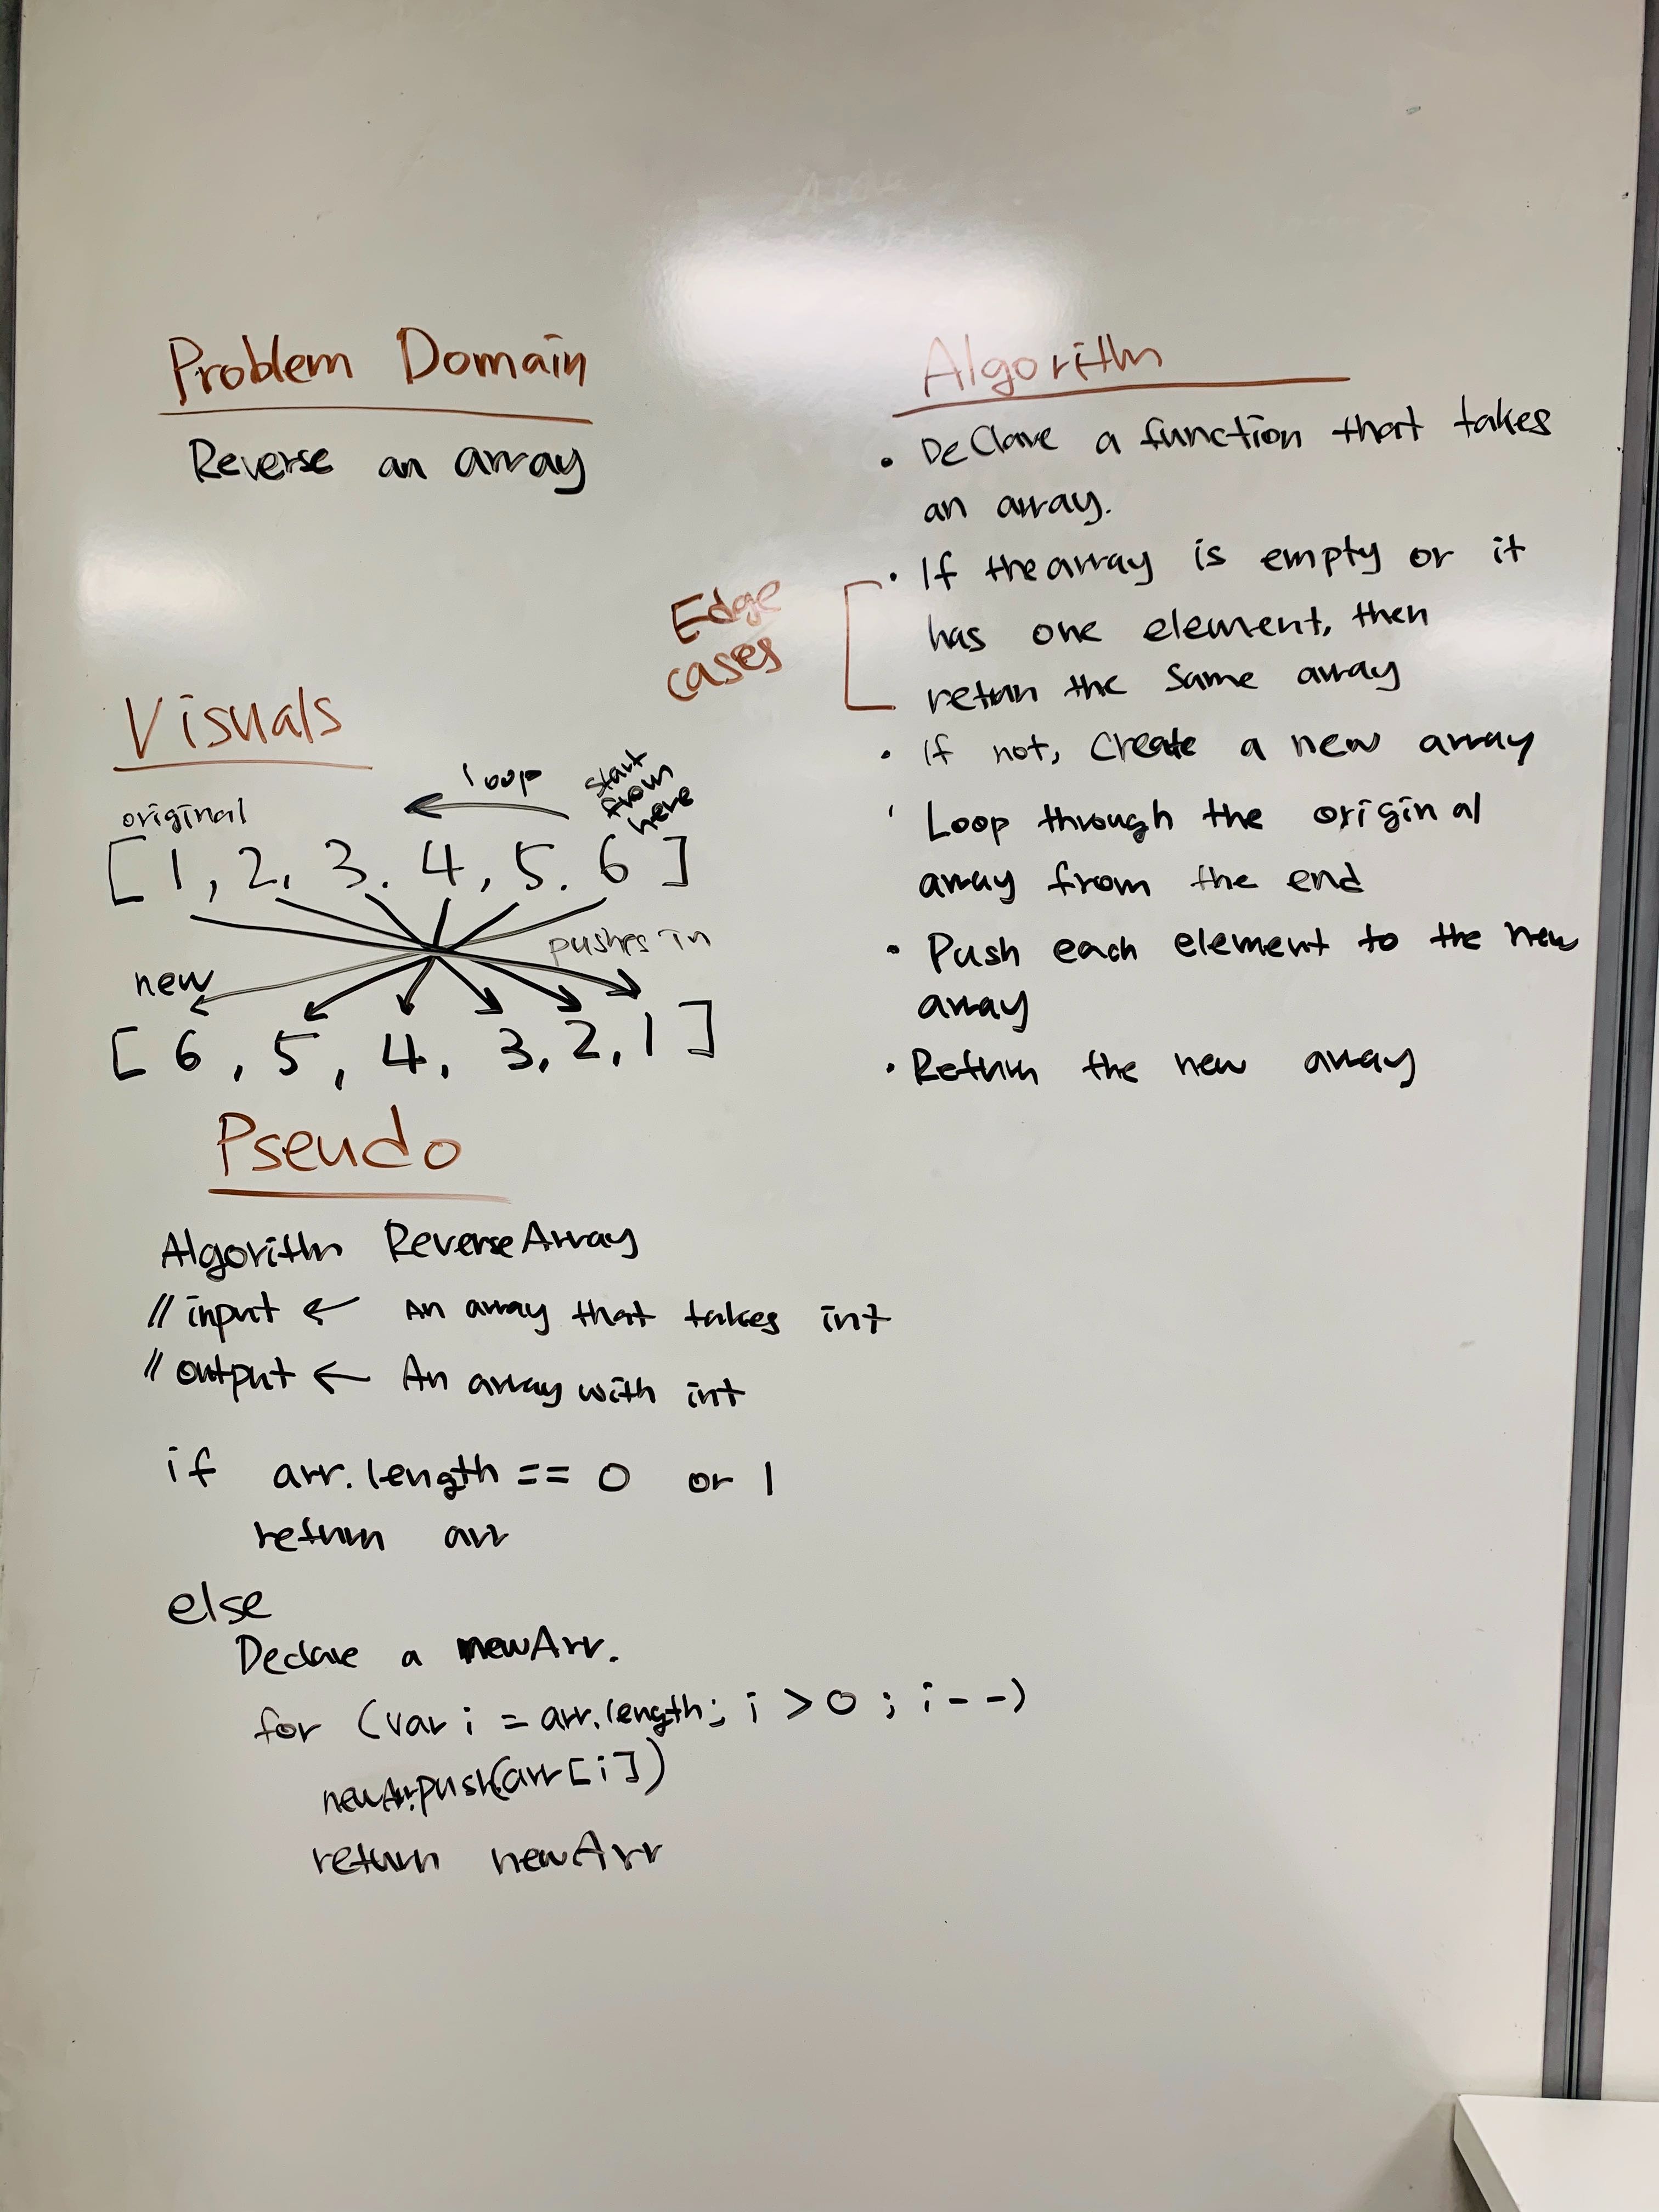 Problem Domain
Reverse an array
Visuals
original
loop
start
from
here
[ 1, 2, 3, 4, 5, 6 ]
pushes in
new
[ 6, 5, 4, 3, 2, 1 ]
Pseudo
Algorithm ReverseArray
// input ← An array that takes int
// output ← An array with int
if arr.length == 0 or 1
return arr
else
Declare a newArr.
for (var i = arr.length; i > 0 ; i--)
newArr.push(arr[i])
return newArr
Algorithm
• Declare a function that takes
an array.
Edge
cases
• If the array is empty or it
has one element, then
return the same array
• If not, Create a new array
• Loop through the original
array from the end
• Push each element to the new
array
• Return the new array